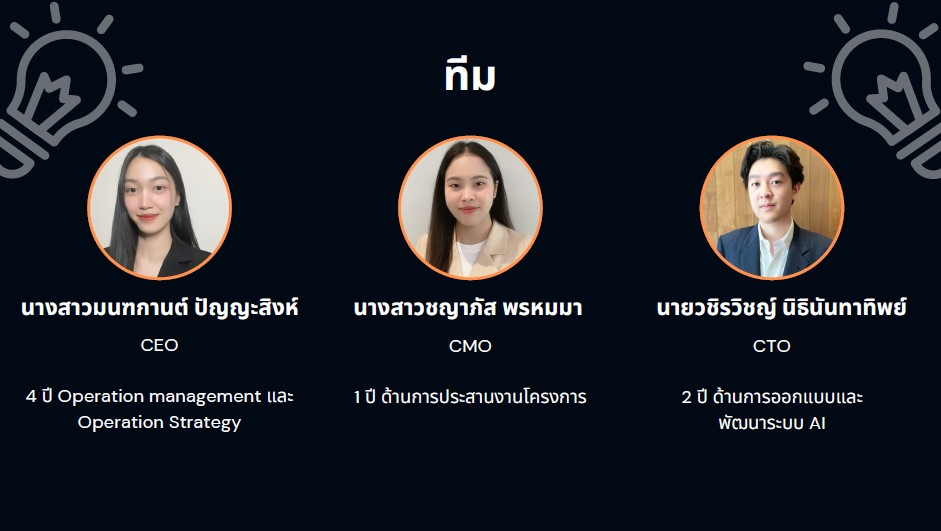 ทีม
นางสาวมนฑกานต์ ปัญญะสิงห์
CEO
4 ปี Operation management และ
Operation Strategy
นางสาวชญาภัส พรหมมา
CMO
1 ปี ด้านการประสานงานโครงการ
นายวชิรวิชญ์ นิธินันทาทิพย์
CTO
2 ปี ด้านการออกแบบและ
พัฒนาระบบ AI